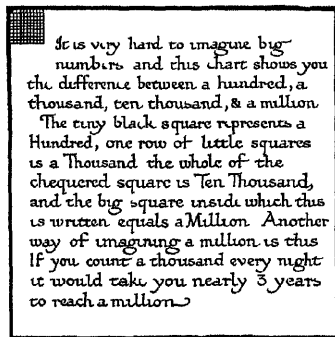 It is very hard to imagine big
numbers and this chart shows you
the difference between a hundred, a
thousand, ten thousand, & a million
The tiny black square represents a
Hundred, one row of little squares
is a Thousand the whole of the
chequered square is Ten Thousand,
and the big square inside which this
is written equals a Million Another
way of imagining a million is this
If you count a thousand every night
it would take you nearly 3 years
to reach a million